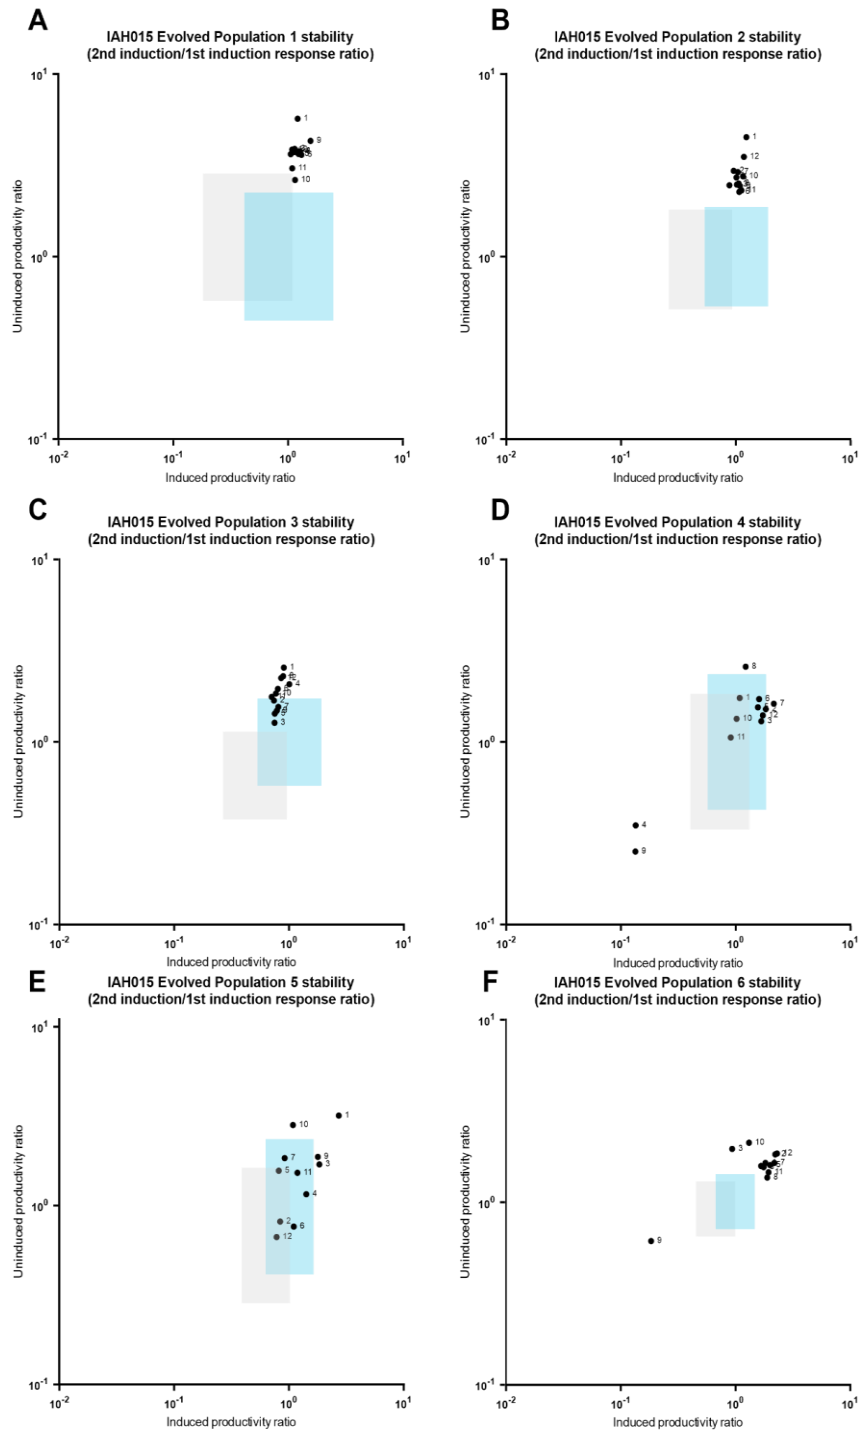 A
IAH015 Evolved Population 1 stability
(2nd induction/1st induction response ratio)
Uninduced productivity ratio
10^1
10^0
10^-1
1
9
11
10
10^-2
10^-1
10^0
10^1
Induced productivity ratio
B
IAH015 Evolved Population 2 stability
(2nd induction/1st induction response ratio)
Uninduced productivity ratio
10^1
10^0
10^-1
1
12
7
10
11
10^-2
10^-1
10^0
10^1
Induced productivity ratio
C
IAH015 Evolved Population 3 stability
(2nd induction/1st induction response ratio)
Uninduced productivity ratio
10^1
10^0
10^-1
1
12
4
10
2
7
3
10^-2
10^-1
10^0
10^1
Induced productivity ratio
D
IAH015 Evolved Population 4 stability
(2nd induction/1st induction response ratio)
Uninduced productivity ratio
10^1
10^0
10^-1
8
1
6
7
12
10
3
11
4
9
10^-2
10^-1
10^0
10^1
Induced productivity ratio
E
IAH015 Evolved Population 5 stability
(2nd induction/1st induction response ratio)
Uninduced productivity ratio
10^1
10^0
10^-1
1
10
7
9
3
5
11
4
2
6
12
10^-2
10^-1
10^0
10^1
Induced productivity ratio
F
IAH015 Evolved Population 6 stability
(2nd induction/1st induction response ratio)
Uninduced productivity ratio
10^1
10^0
10^-1
10
3
12
2
7
11
8
9
10^-2
10^-1
10^0
10^1
Induced productivity ratio